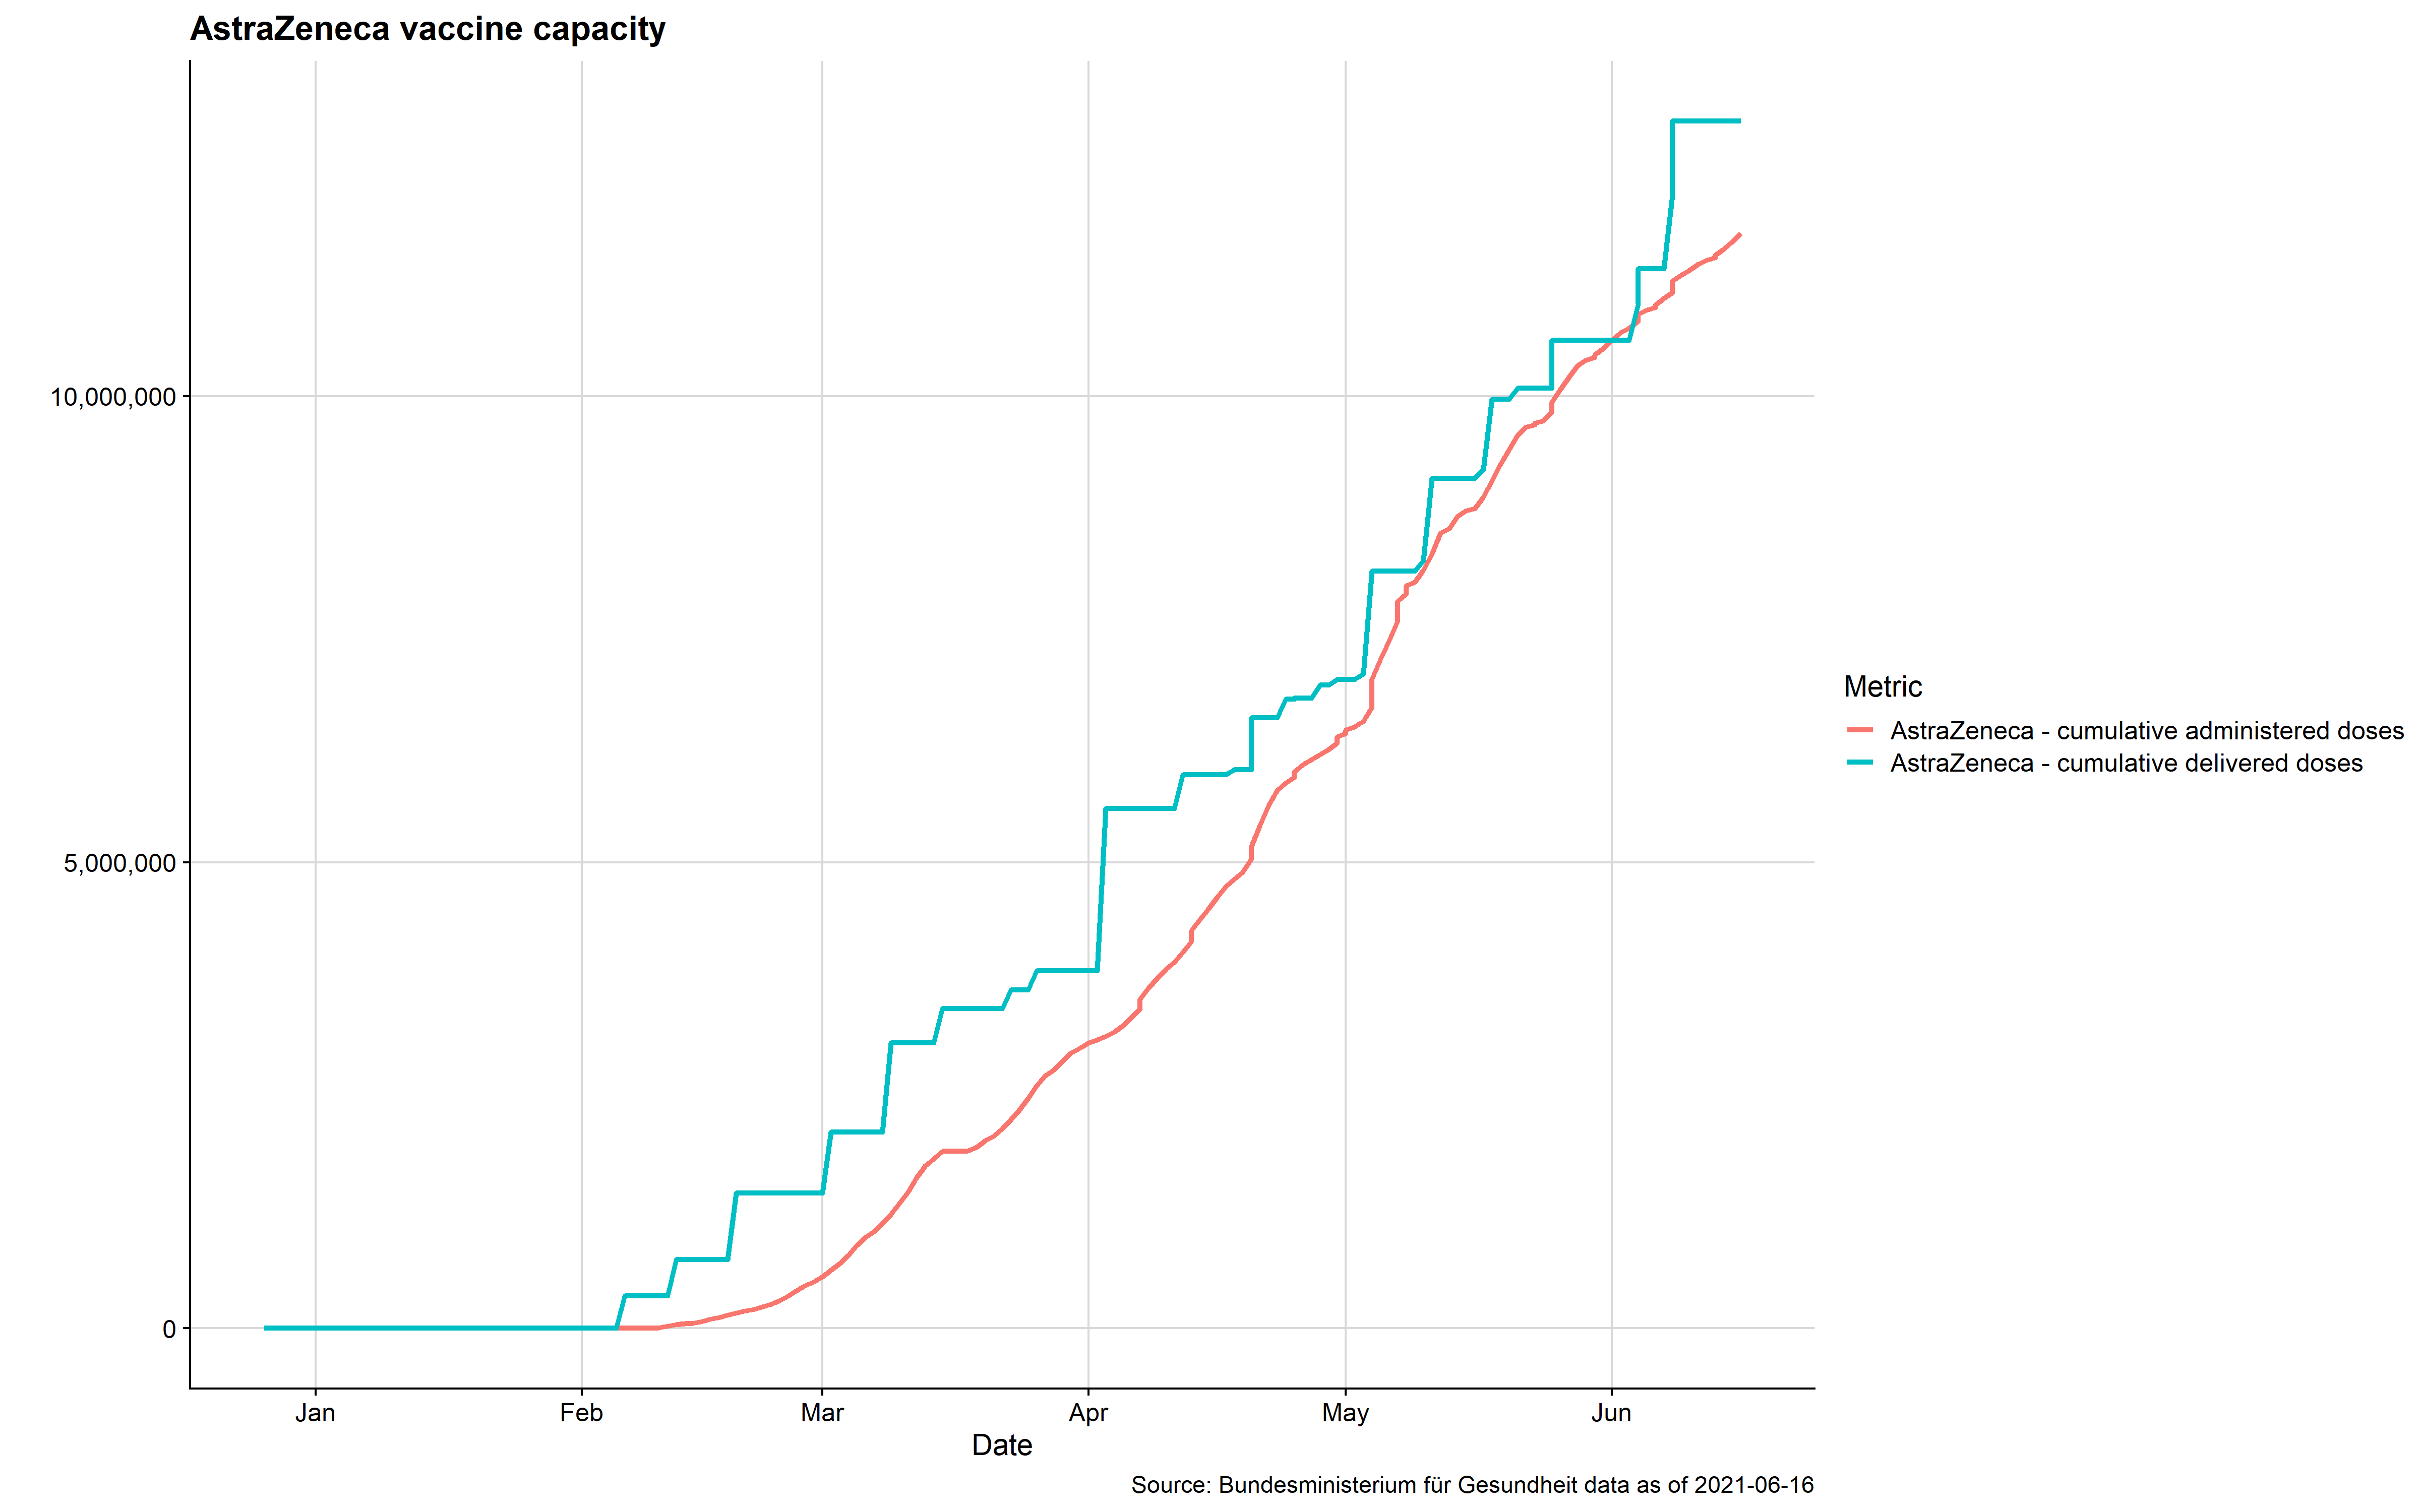 AstraZeneca vaccine capacity
10,000,000
5,000,000
0
Jan Feb Mar Apr May Jun
Date
Metric
AstraZeneca - cumulative administered doses
AstraZeneca - cumulative delivered doses
Source: Bundesministerium für Gesundheit data as of 2021-06-16